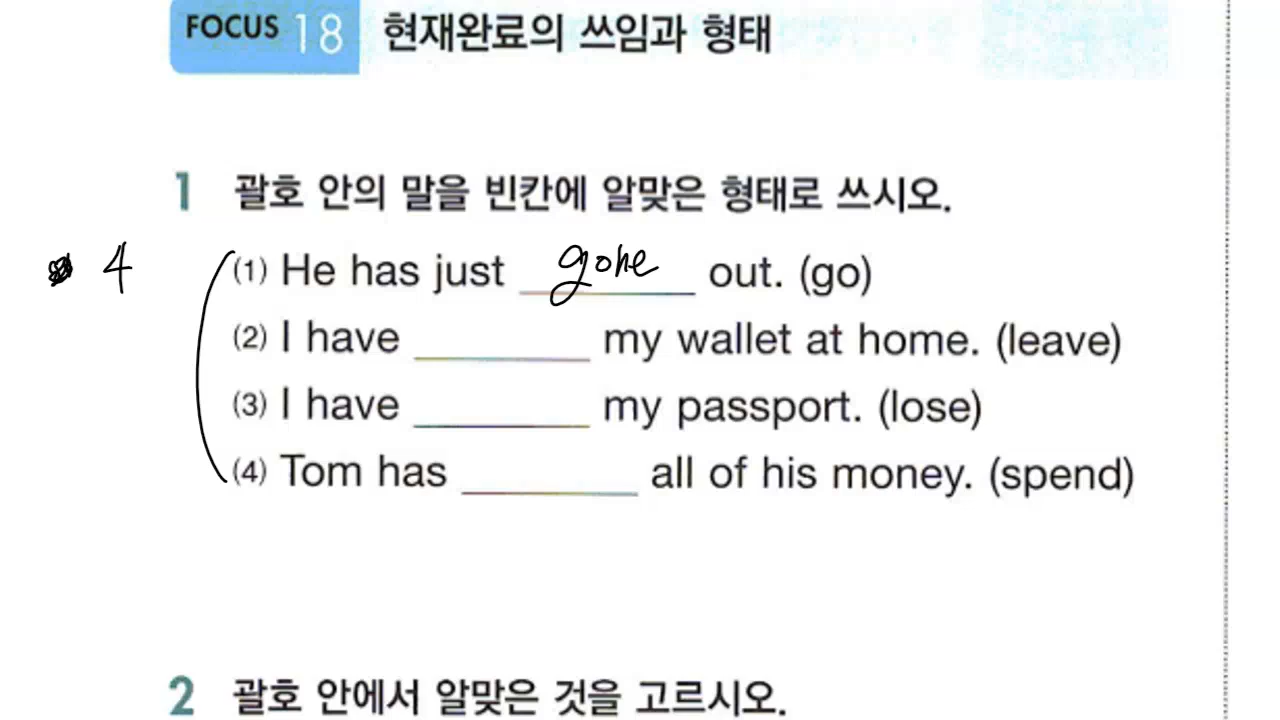 FOCUS 18 현재완료의 쓰임과 형태
1 괄호 안의 말을 빈칸에 알맞은 형태로 쓰시오.
4 (1) He has just gone out. (go)
(2) I have ________ my wallet at home. (leave)
(3) I have ________ my passport. (lose)
(4) Tom has ________ all of his money. (spend)
2 괄호 안에서 알맞은 것을 고르시오.